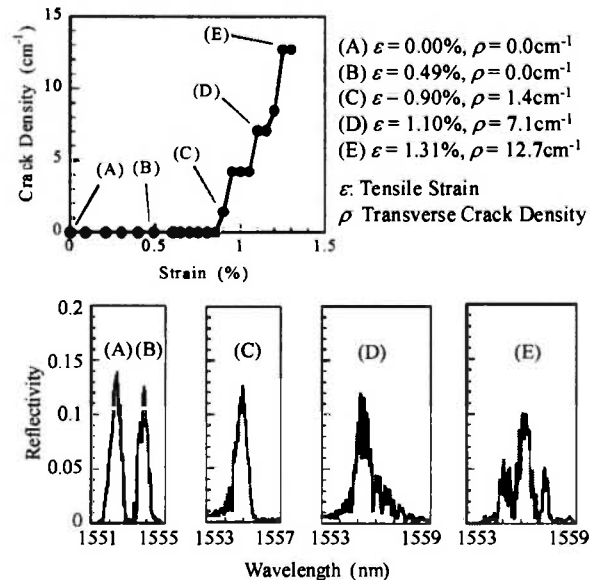 Crack Density (cm-1)
15
10
5
0
0
0.5
1
1.5
Strain (%)
(A)
(B)
(C)
(D)
(E)
(A) ε = 0.00%, ρ = 0.0cm-1
(B) ε = 0.49%, ρ = 0.0cm-1
(C) ε – 0.90%, ρ = 1.4cm-1
(D) ε = 1.10%, ρ = 7.1cm-1
(E) ε = 1.31%, ρ = 12.7cm-1
ε: Tensile Strain
ρ Transverse Crack Density
Reflectivity
0.2
0.15
0.1
0.05
0
(A) (B)
(C)
(D)
(E)
1551 1555
1553 1557
1553 1559
1553 1559
Wavelength (nm)